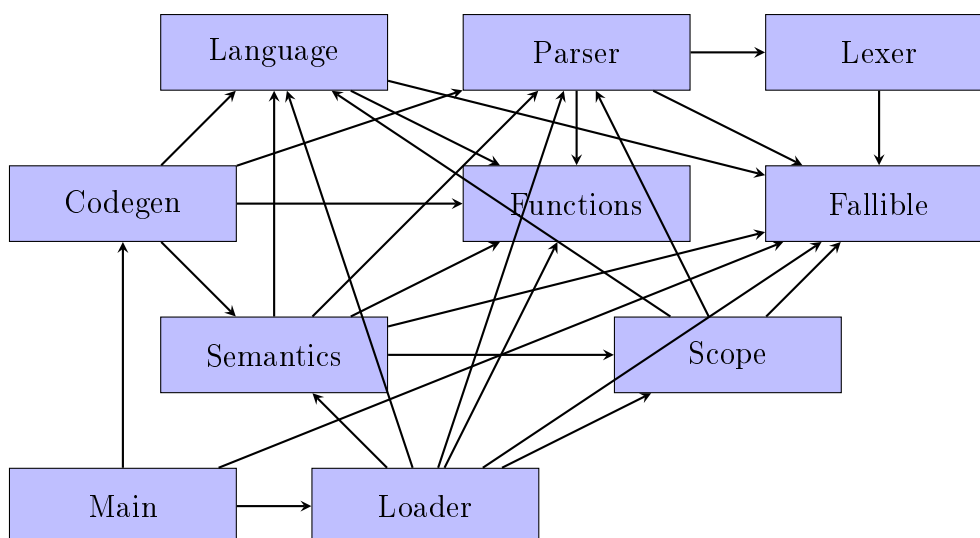 Language
Parser
Lexer
Codegen
Functions
Fallible
Semantics
Scope
Main
Loader